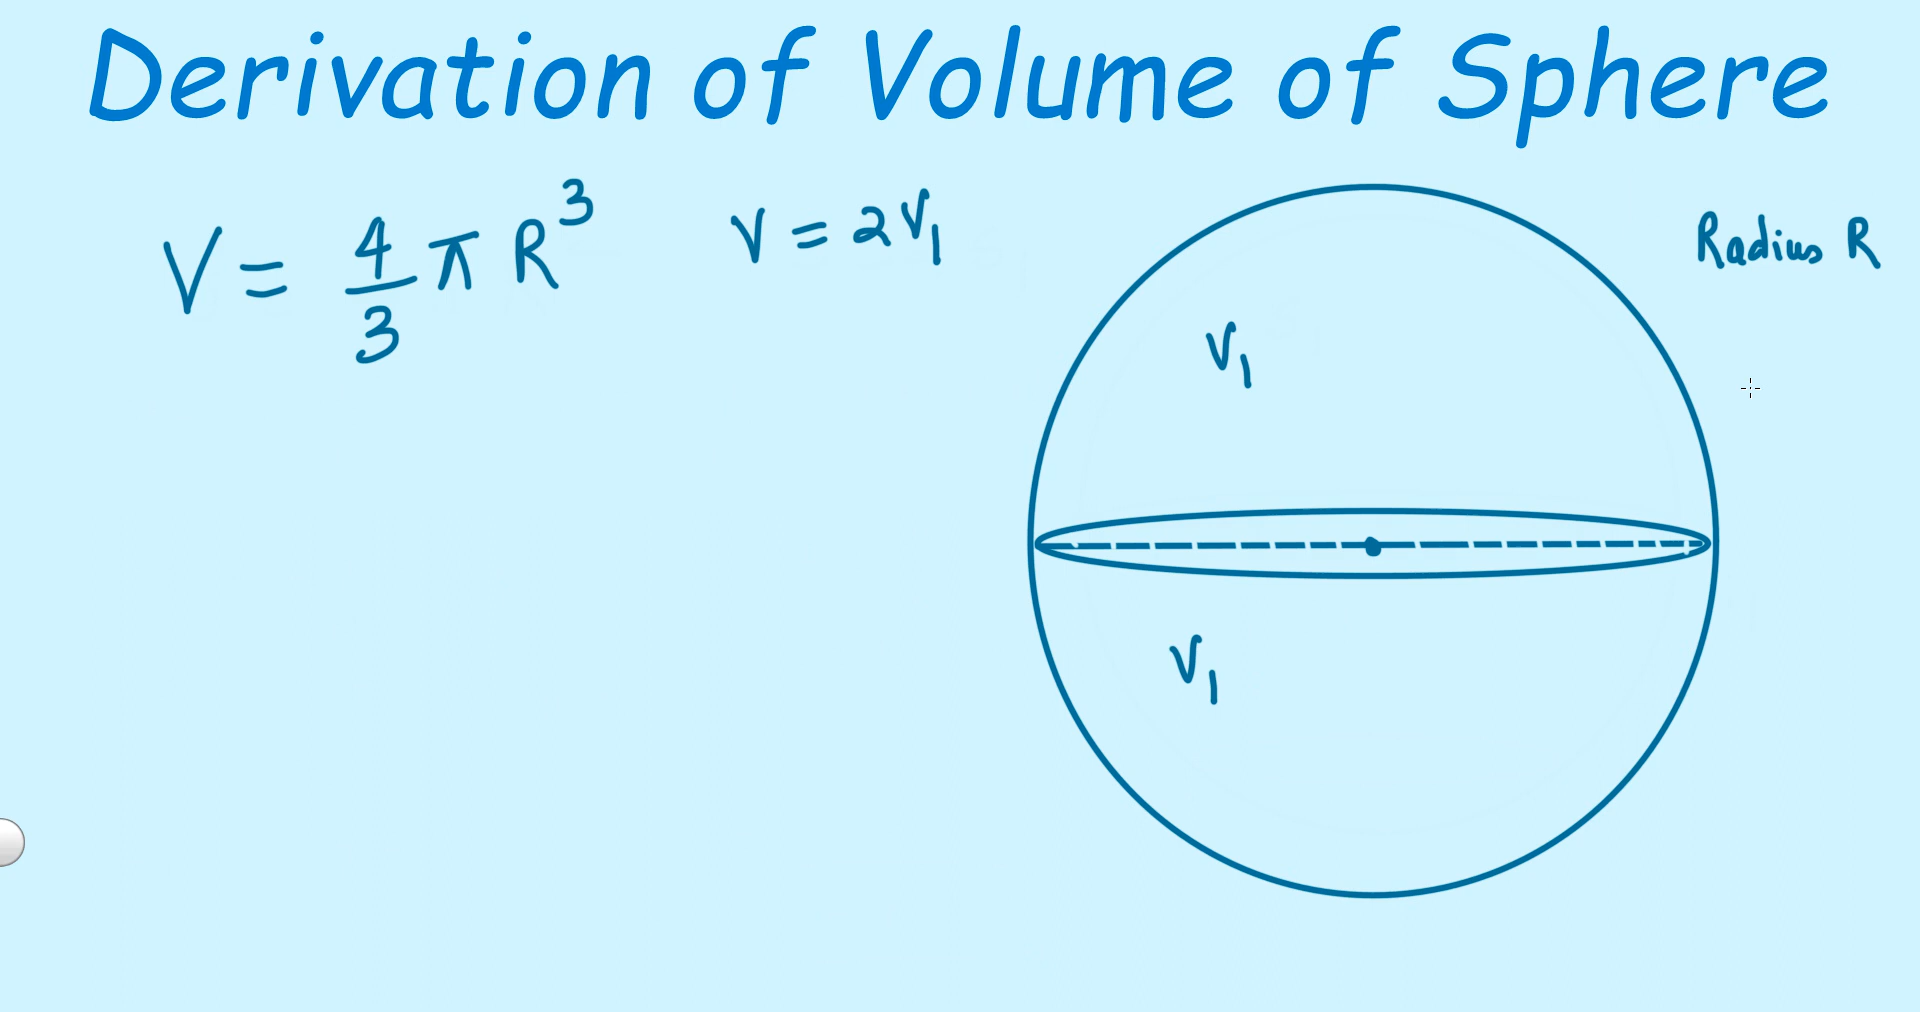 Derivation of Volume of Sphere
V = 4/3 π R³
V = 2V₁
Radius R
V₁
V₁